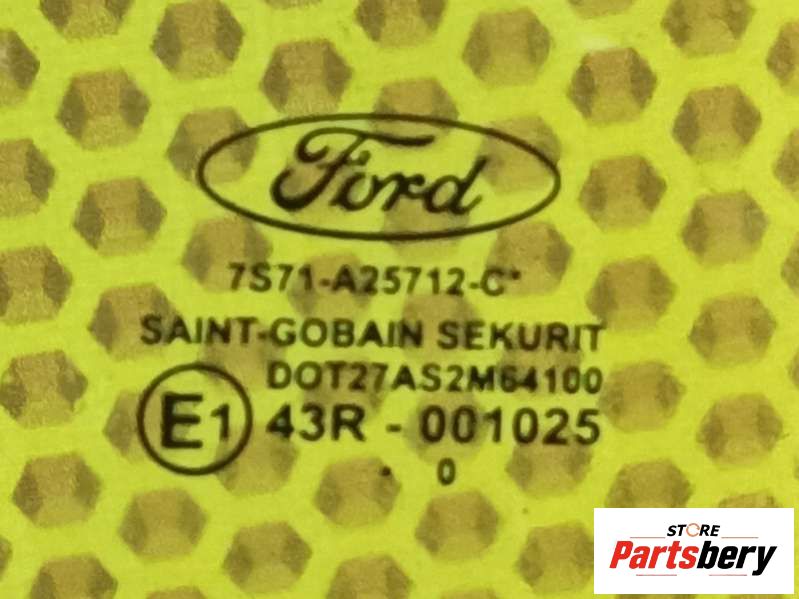 Ford
7S71-A25712-C*
SAINT-GOBAIN SEKURIT
DOT27AS2M64100
E1 43R - 001025
. 0
STORE
Partsbery